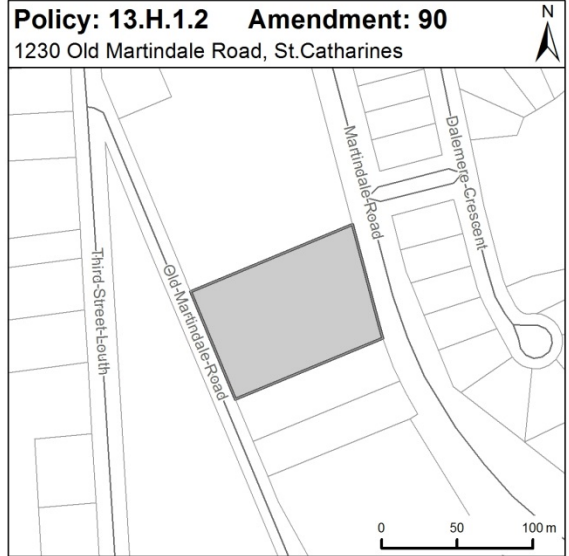 Policy: 13.H.1.2 Amendment: 90
1230 Old Martindale Road, St.Catharines
N
Martindale-Road
Dalemere-Crescent
Third-Street-Louth
Old-Martindale-Road
0 50 100 m